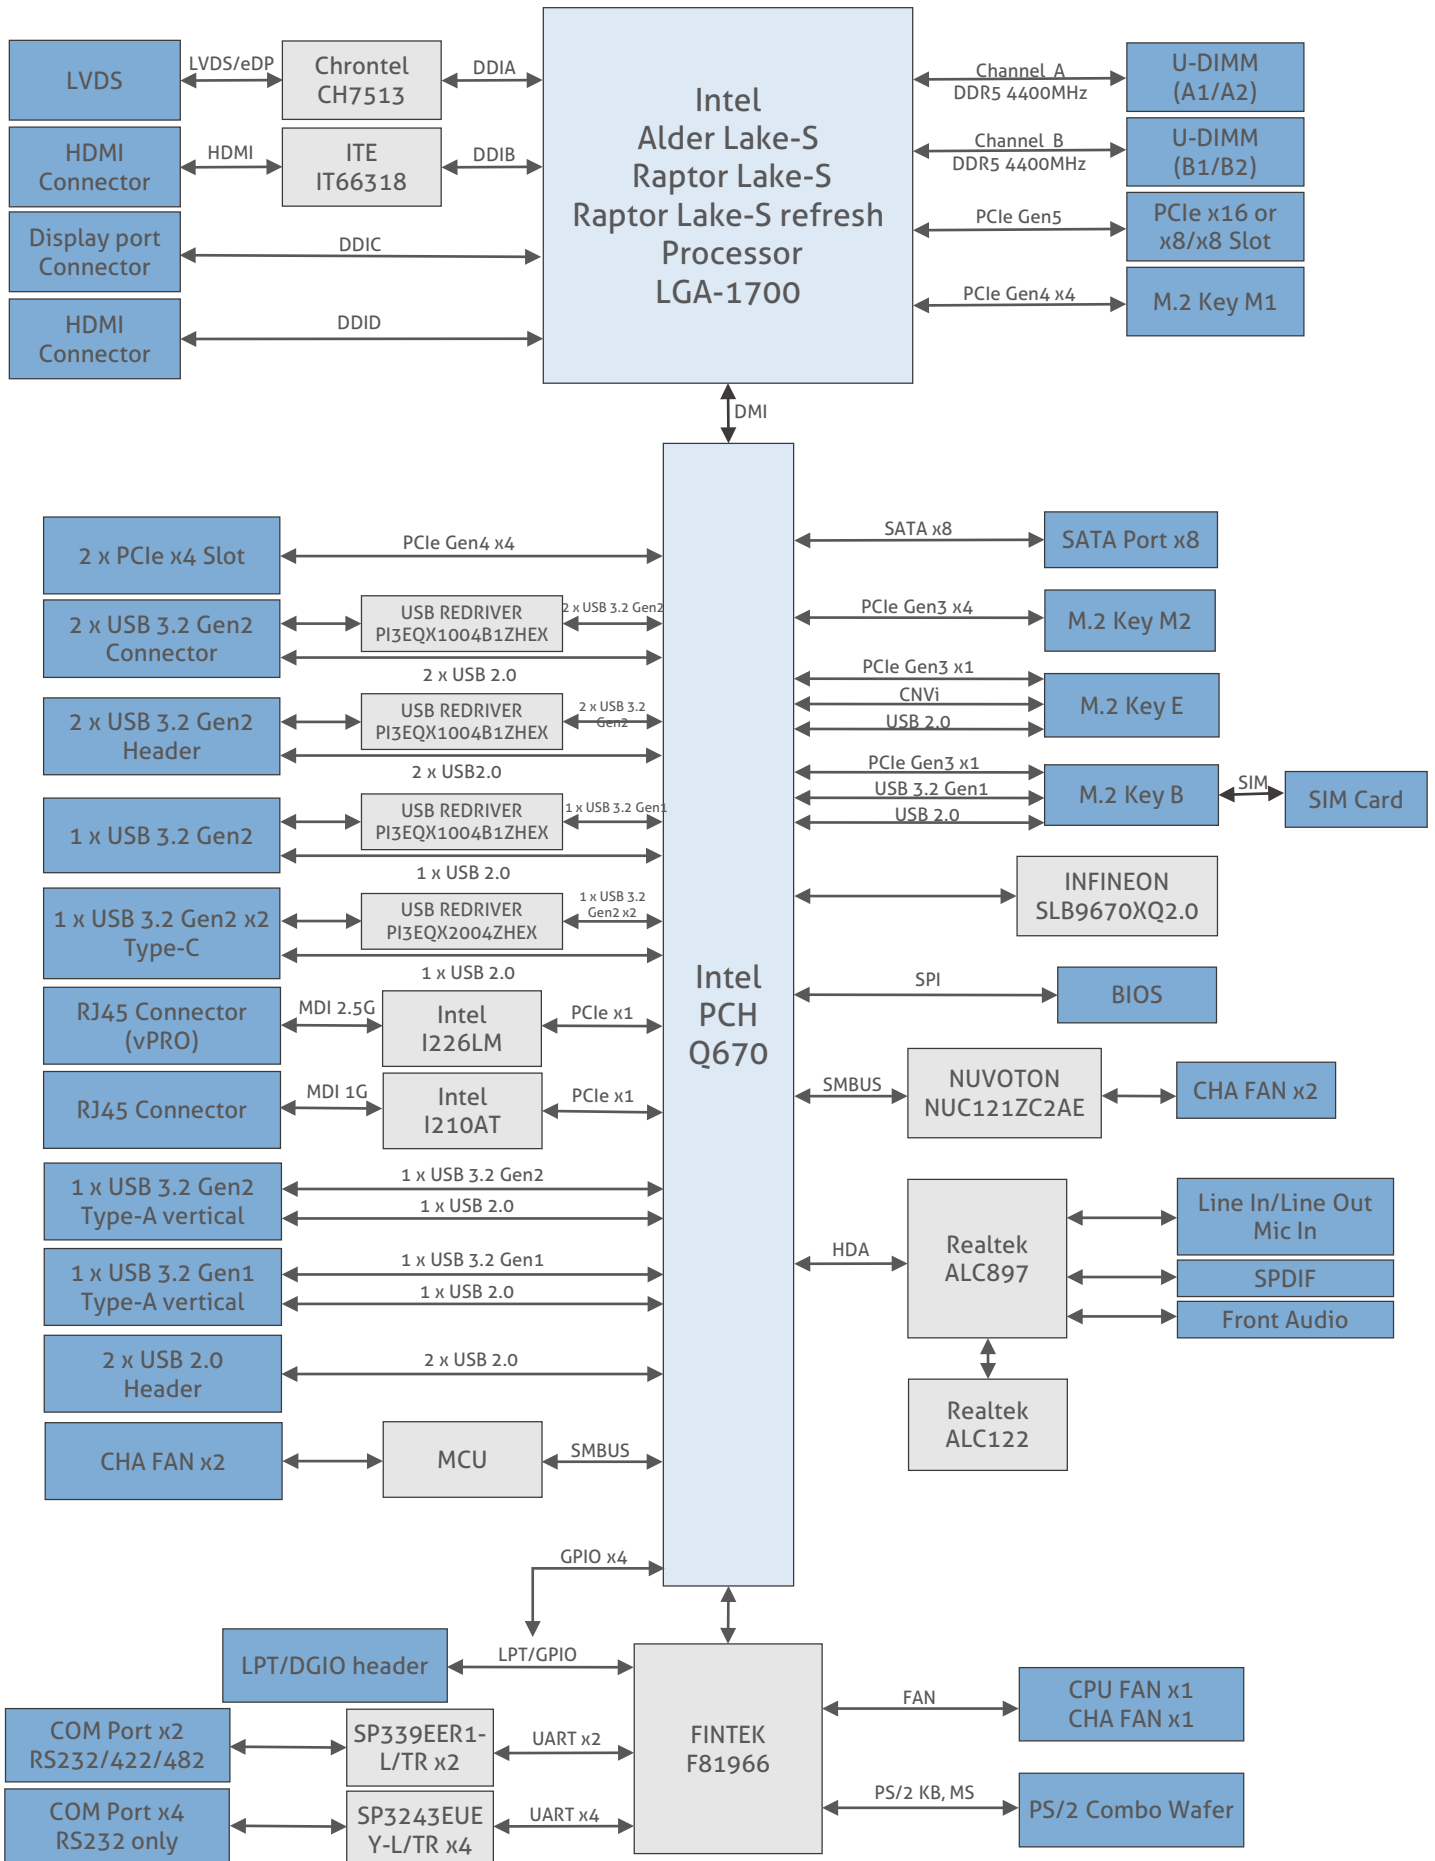 LVDS
LVDS/eDP
Chrontel
CH7513
DDIA
HDMI
Connector
HDMI
ITE
IT66318
DDIB
Display port
Connector
DDIC
HDMI
Connector
DDID
Intel
Alder Lake-S
Raptor Lake-S
Raptor Lake-S refresh
Processor
LGA-1700
Channel A
DDR5 4400MHz
U-DIMM
(A1/A2)
Channel B
DDR5 4400MHz
U-DIMM
(B1/B2)
PCIe Gen5
PCIe x16 or
x8/x8 Slot
PCIe Gen4 x4
M.2 Key M1
DMI
2 x PCIe x4 Slot
PCIe Gen4 x4
2 x USB 3.2 Gen2
Connector
USB REDRIVER
PI3EQX1004B1ZHEX
2 x USB 3.2 Gen2
2 x USB 2.0
2 x USB 3.2 Gen2
Header
USB REDRIVER
PI3EQX1004B1ZHEX
2 x USB 3.2
Gen2
2 x USB2.0
1 x USB 3.2 Gen2
USB REDRIVER
PI3EQX1004B1ZHEX
1 x USB 3.2 Gen1
1 x USB 2.0
1 x USB 3.2 Gen2 x2
Type-C
USB REDRIVER
PI3EQX2004ZHEX
1 x USB 3.2
Gen2 x2
1 x USB 2.0
RJ45 Connector
(vPRO)
MDI 2.5G
Intel
I226LM
PCIe x1
RJ45 Connector
MDI 1G
Intel
I210AT
PCIe x1
1 x USB 3.2 Gen2
Type-A vertical
1 x USB 3.2 Gen2
1 x USB 2.0
1 x USB 3.2 Gen1
Type-A vertical
1 x USB 3.2 Gen1
1 x USB 2.0
2 x USB 2.0
Header
2 x USB 2.0
CHA FAN x2
MCU
SMBUS
GPIO x4
Intel
PCH
Q670
SATA x8
SATA Port x8
PCIe Gen3 x4
M.2 Key M2
PCIe Gen3 x1
CNVi
USB 2.0
M.2 Key E
PCIe Gen3 x1
USB 3.2 Gen1
USB 2.0
M.2 Key B
SIM
SIM Card
INFINEON
SLB9670XQ2.0
SPI
BIOS
SMBUS
NUVOTON
NUC121ZC2AE
CHA FAN x2
HDA
Realtek
ALC897
Line In/Line Out
Mic In
SPDIF
Front Audio
Realtek
ALC122
LPT/DGIO header
LPT/GPIO
COM Port x2
RS232/422/482
SP339EER1-
L/TR x2
UART x2
COM Port x4
RS232 only
SP3243EUE
Y-L/TR x4
UART x4
FINTEK
F81966
FAN
CPU FAN x1
CHA FAN x1
PS/2 KB, MS
PS/2 Combo Wafer